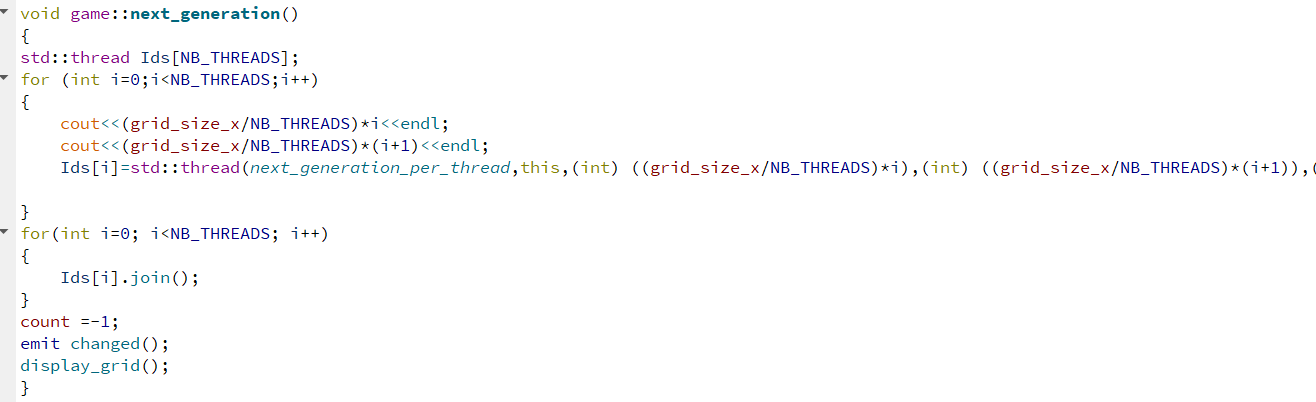 void game::next_generation()
{
std::thread Ids[NB_THREADS];
for (int i=0;i<NB_THREADS;i++)
{
    cout<<(grid_size_x/NB_THREADS)*i<<endl;
    cout<<(grid_size_x/NB_THREADS)*(i+1)<<endl;
    Ids[i]=std::thread(next_generation_per_thread,this,(int) ((grid_size_x/NB_THREADS)*i),(int) ((grid_size_x/NB_THREADS)*(i+1)),(
}
for(int i=0; i<NB_THREADS; i++)
{
    Ids[i].join();
}
count =-1;
emit changed();
display_grid();
}